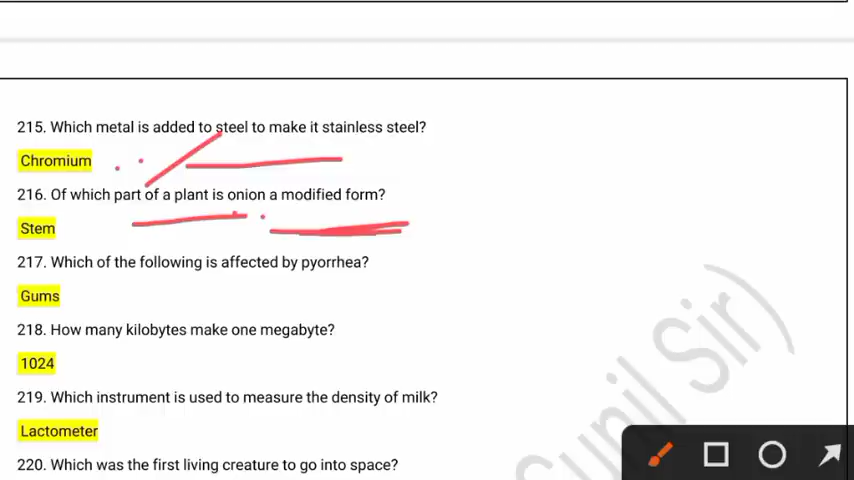 215. Which metal is added to steel to make it stainless steel?
Chromium
216. Of which part of a plant is onion a modified form?
Stem
217. Which of the following is affected by pyorrhea?
Gums
218. How many kilobytes make one megabyte?
1024
219. Which instrument is used to measure the density of milk?
Lactometer
220. Which was the first living creature to go into space?
Sunil Sir)